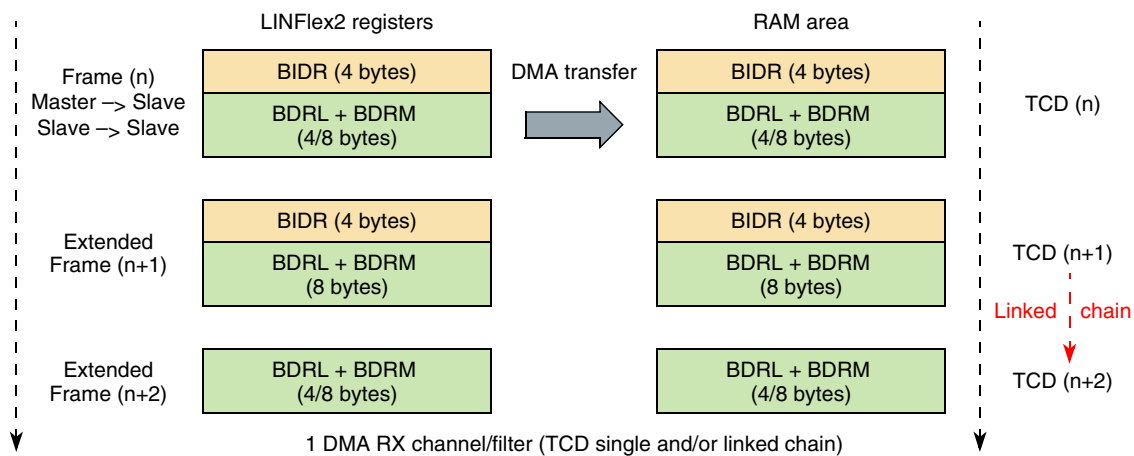 LINFlex2 registers
RAM area
Frame (n)
Master –> Slave
Slave –> Slave
BIDR (4 bytes)
BDRL + BDRM
(4/8 bytes)
DMA transfer
BIDR (4 bytes)
BDRL + BDRM
(4/8 bytes)
TCD (n)
Extended
Frame (n+1)
BIDR (4 bytes)
BDRL + BDRM
(8 bytes)
BIDR (4 bytes)
BDRL + BDRM
(8 bytes)
TCD (n+1)
Linked chain
Extended
Frame (n+2)
BDRL + BDRM
(4/8 bytes)
BDRL + BDRM
(4/8 bytes)
TCD (n+2)
1 DMA RX channel/filter (TCD single and/or linked chain)